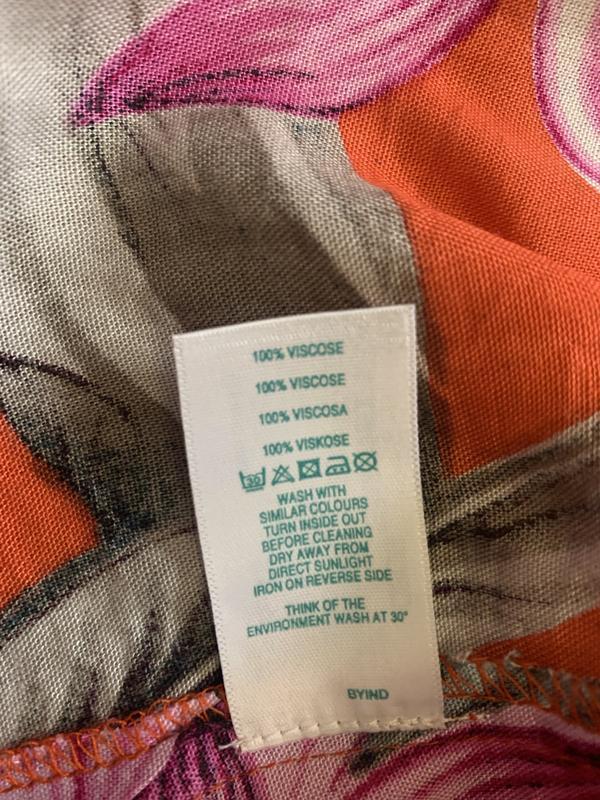 100% VISCOSE
100% VISCOSE
100% VISCOSA
100% VISKOSE
30
WASH WITH
SIMILAR COLOURS
TURN INSIDE OUT
BEFORE CLEANING
DRY AWAY FROM
DIRECT SUNLIGHT
IRON ON REVERSE SIDE
THINK OF THE
ENVIRONMENT WASH AT 30°
BYIND